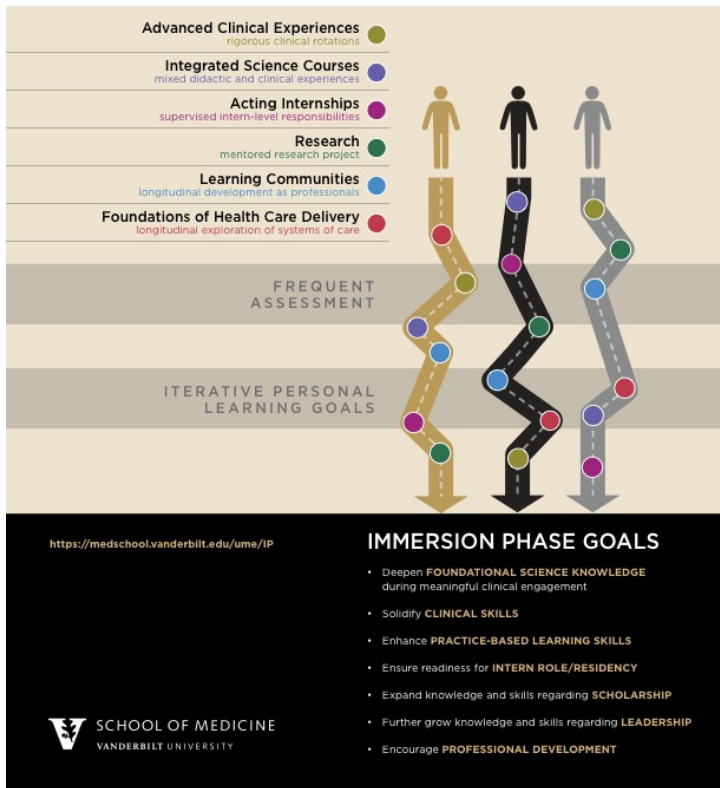 Advanced Clinical Experiences
rigorous clinical rotations
Integrated Science Courses
mixed didactic and clinical experiences
Acting Internships
supervised intern-level responsibilities
Research
mentored research project
Learning Communities
longitudinal development as professionals
Foundations of Health Care Delivery
longitudinal exploration of systems of care
FREQUENT
ASSESSMENT
ITERATIVE PERSONAL
LEARNING GOALS
https://medschool.vanderbilt.edu/ume/IP
IMMERSION PHASE GOALS
• Deepen FOUNDATIONAL SCIENCE KNOWLEDGE
during meaningful clinical engagement
• Solidify CLINICAL SKILLS
• Enhance PRACTICE-BASED LEARNING SKILLS
• Ensure readiness for INTERN ROLE/RESIDENCY
• Expand knowledge and skills regarding SCHOLARSHIP
• Further grow knowledge and skills regarding LEADERSHIP
• Encourage PROFESSIONAL DEVELOPMENT
V SCHOOL OF MEDICINE
VANDERBILT UNIVERSITY